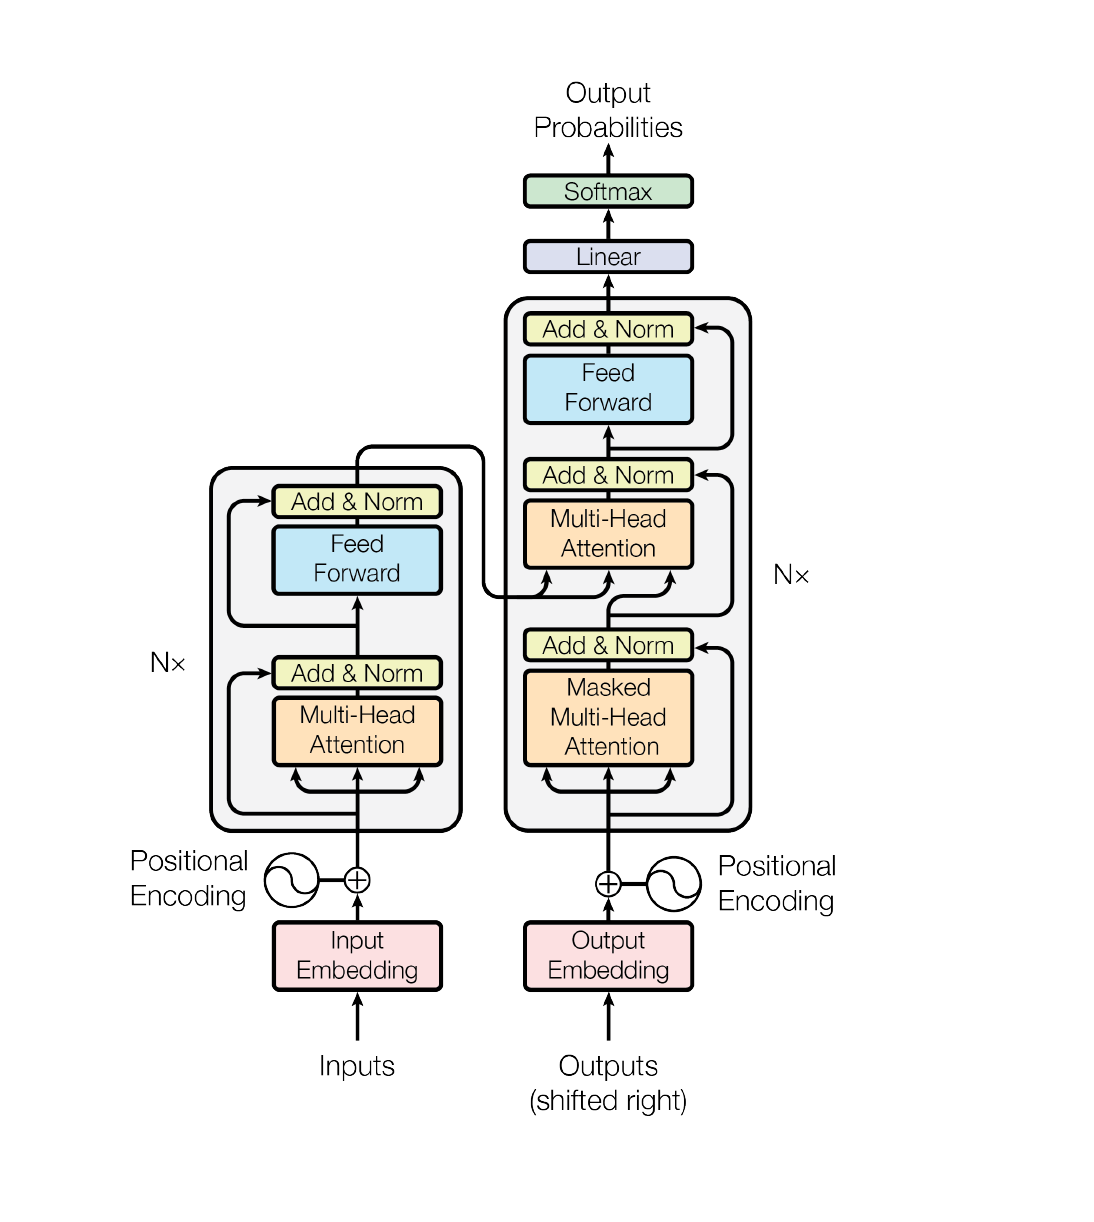 Output
Probabilities
Softmax
Linear
Add & Norm
Feed
Forward
Add & Norm
Multi-Head
Attention
N×
Add & Norm
Masked
Multi-Head
Attention
Add & Norm
Feed
Forward
N×
Add & Norm
Multi-Head
Attention
Positional
Encoding
Positional
Encoding
Input
Embedding
Output
Embedding
Inputs
Outputs
(shifted right)